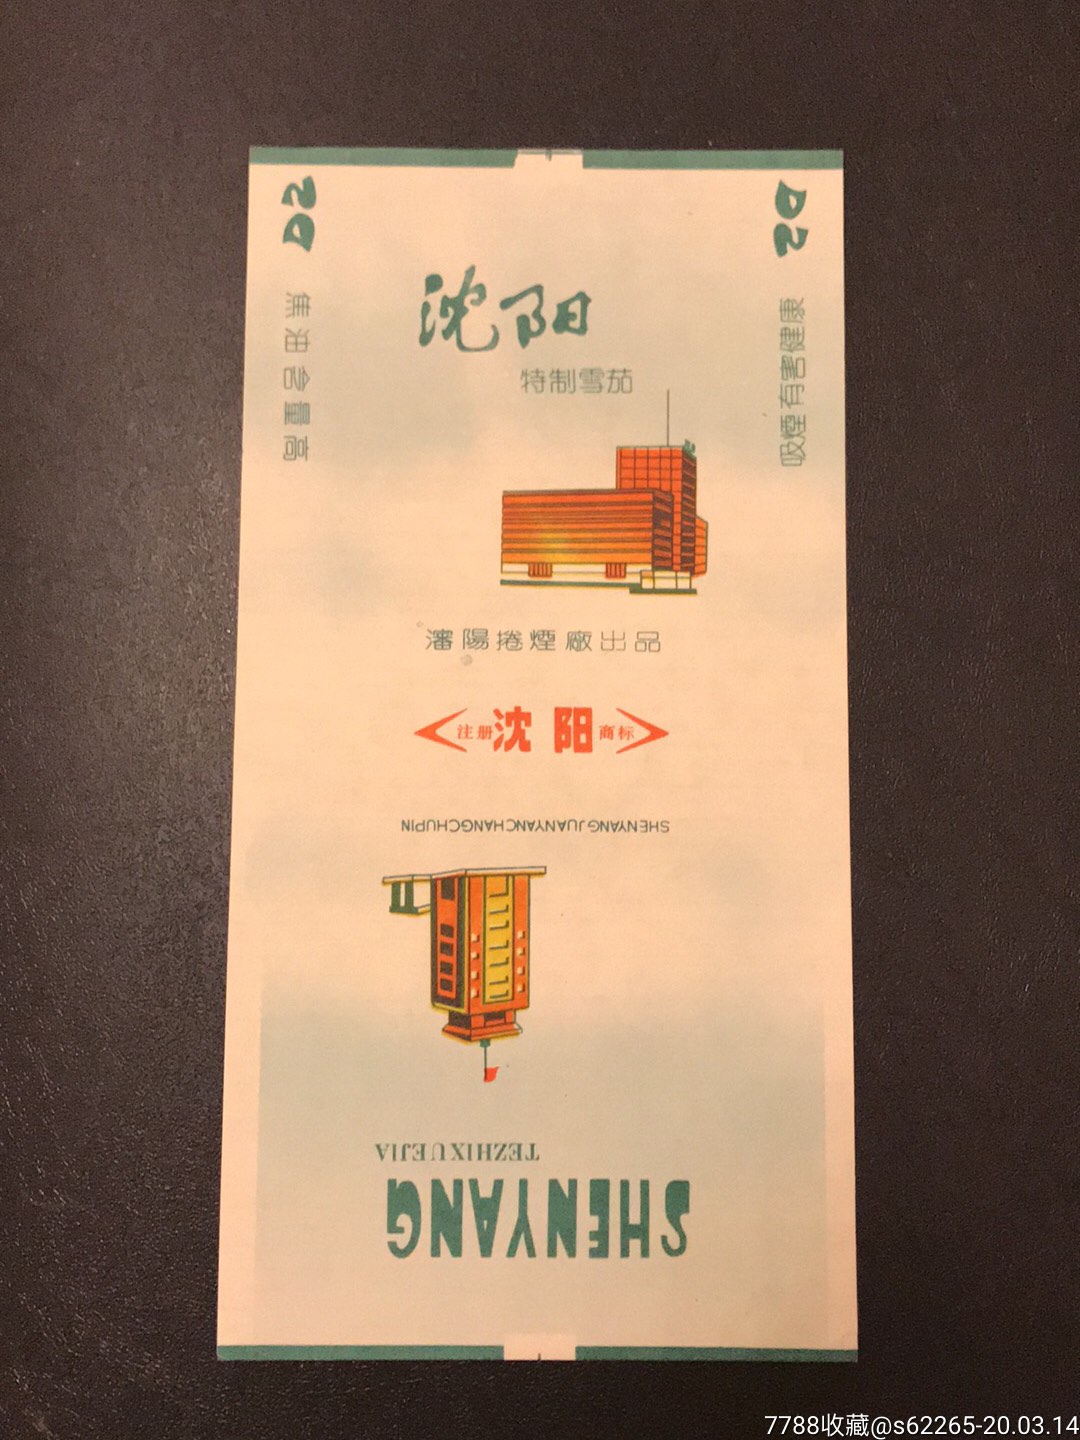 D2
焦油含量高
D2
吸煙有害健康
沈阳
特制雪茄
瀋陽捲煙廠出品
注册 沈阳 商标
SHENYANGJUANYANCHANGCHUPIN
TEZHIXUEJIA
SHENYANG
7788收藏@s62265-20.03.14